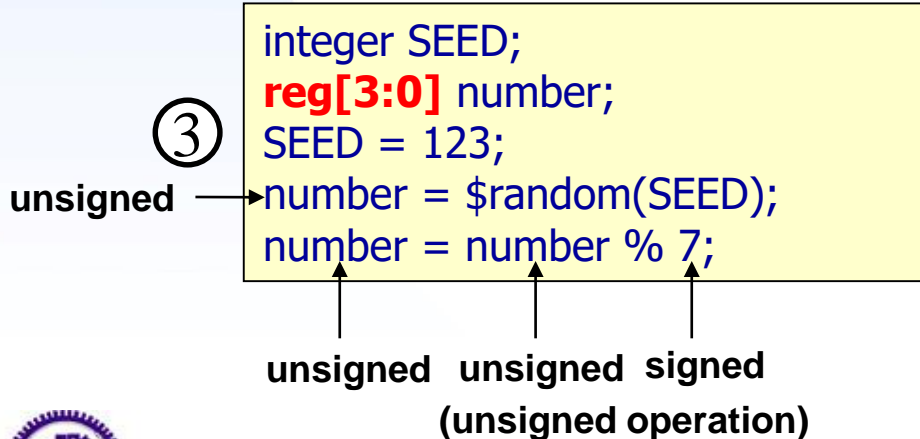 integer SEED;
reg[3:0] number;
③
SEED = 123;
unsigned
number = $random(SEED);
number = number % 7;
unsigned unsigned signed
(unsigned operation)